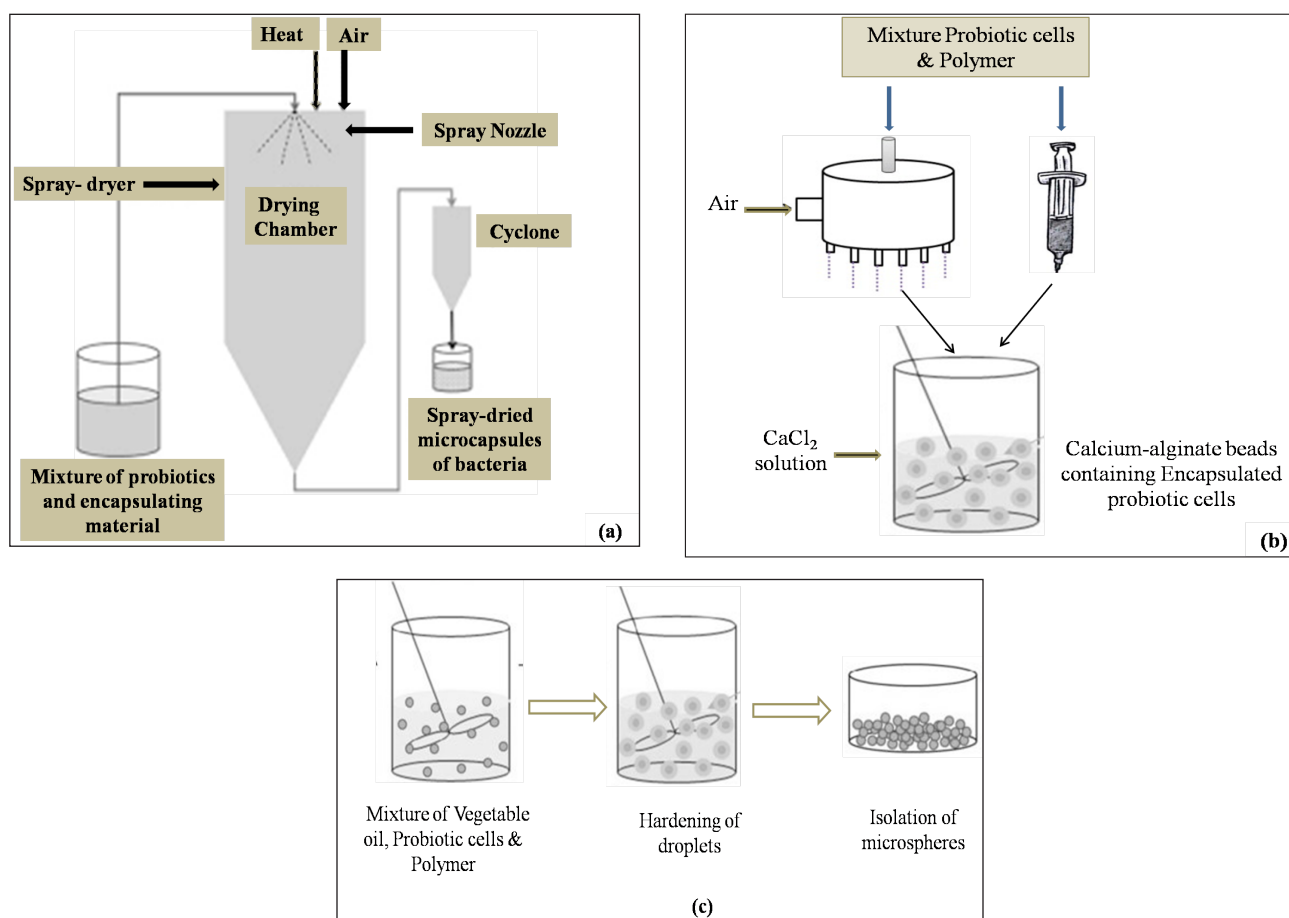 Heat
Air
Spray Nozzle
Spray- dryer
Drying
Chamber
Cyclone
Spray-dried
microcapsules
of bacteria
Mixture of probiotics
and encapsulating
material
(a)
Mixture Probiotic cells
& Polymer
Air
CaCl₂
solution
Calcium-alginate beads
containing Encapsulated
probiotic cells
(b)
Mixture of Vegetable
oil, Probiotic cells &
Polymer
Hardening of
droplets
Isolation of
microspheres
(c)